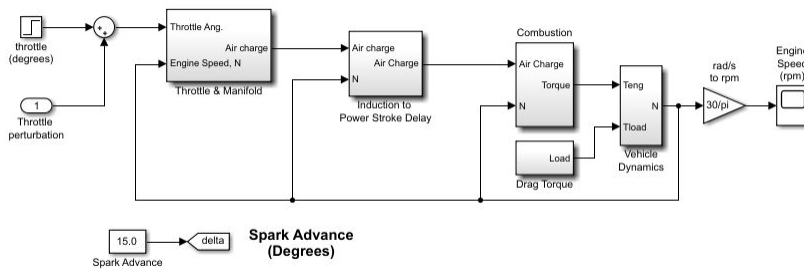 throttle
(degrees)
1
Throttle
perturbation
Throttle Ang.
Air charge
Engine Speed, N
Throttle & Manifold
Air charge
Air Charge
N
Induction to
Power Stroke Delay
Combustion
Air Charge
Torque
N
Load
Drag Torque
Teng
N
Tload
Vehicle
Dynamics
rad/s
to rpm
30/pi
Speed
(rpm)
15.0
Spark Advance
delta
Spark Advance
(Degrees)